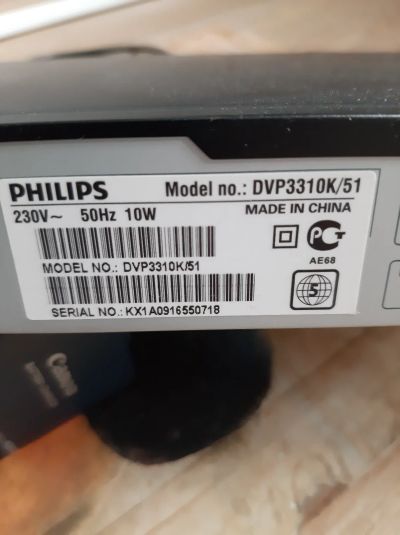 PHILIPS Model no.: DVP3310K/51
230V~ 50Hz 10W MADE IN CHINA
MODEL NO.: DVP3310K/51
AE68
SERIAL NO.: KX1A0916550718
5
Canon